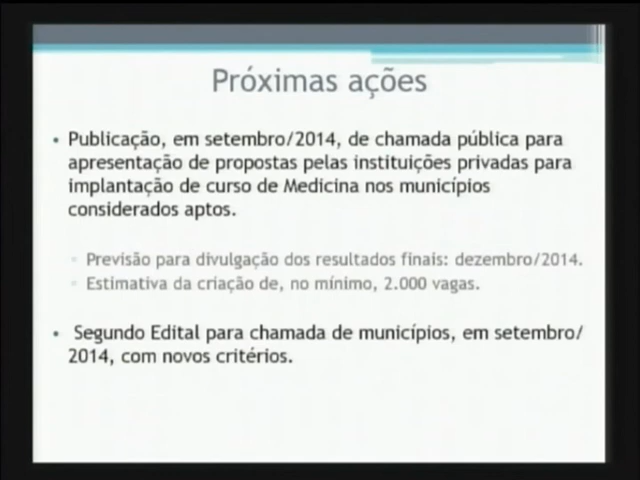 Próximas ações
• Publicação, em setembro/2014, de chamada pública para
apresentação de propostas pelas instituições privadas para
implantação de curso de Medicina nos municípios
considerados aptos.
▫ Previsão para divulgação dos resultados finais: dezembro/2014.
▫ Estimativa da criação de, no mínimo, 2.000 vagas.
• Segundo Edital para chamada de municípios, em setembro/
2014, com novos critérios.